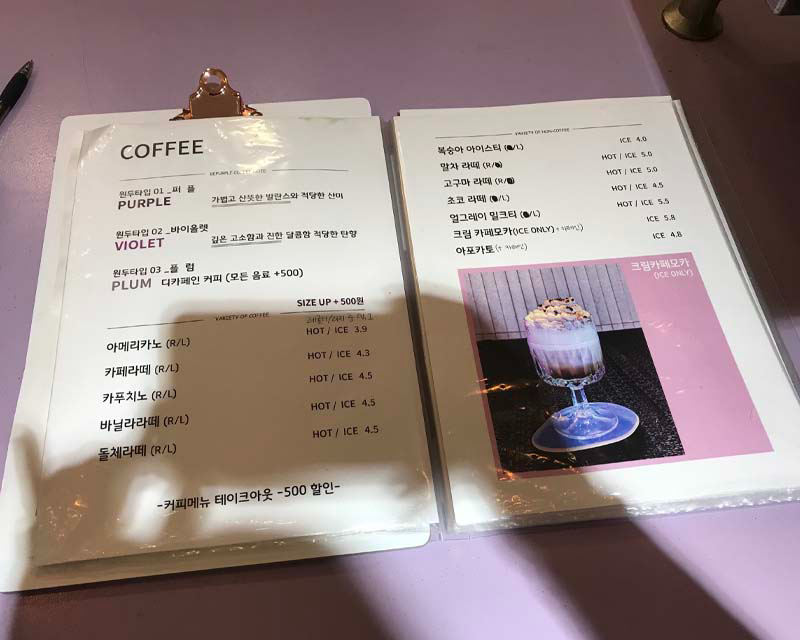 COFFEE
원두타입 01 _퍼 플
PURPLE
가볍고 산뜻한 발란스와 적당한 산미
원두타입 02 _바이올렛
VIOLET
깊은 고소함과 진한 달콤함 적당한 탄향
원두타입 03 _플 럼
PLUM 디카페인 커피 (모든 음료 +500)
SIZE UP + 500원
VARIETY OF COFFEE
아메리카노 (R/L) HOT / ICE 3.9
카페라떼 (R/L) HOT / ICE 4.3
카푸치노 (R/L) HOT / ICE 4.5
바닐라라떼 (R/L) HOT / ICE 4.5
돌체라떼 (R/L) HOT / ICE 4.5
-커피메뉴 테이크아웃 -500 할인-
VARIETY OF NON-COFFEE
복숭아 아이스티 ( /L) ICE 4.0
말차 라떼 (R/ ) HOT / ICE 5.0
고구마 라떼 (R/ ) HOT / ICE 5.0
초코 라떼 ( /L) HOT / ICE 4.5
얼그레이 밀크티 ( /L) HOT / ICE 5.5
크림 카페모카(ICE ONLY) ICE 5.8
아포카토 ICE 4.8
크림카페모카
(ICE ONLY)